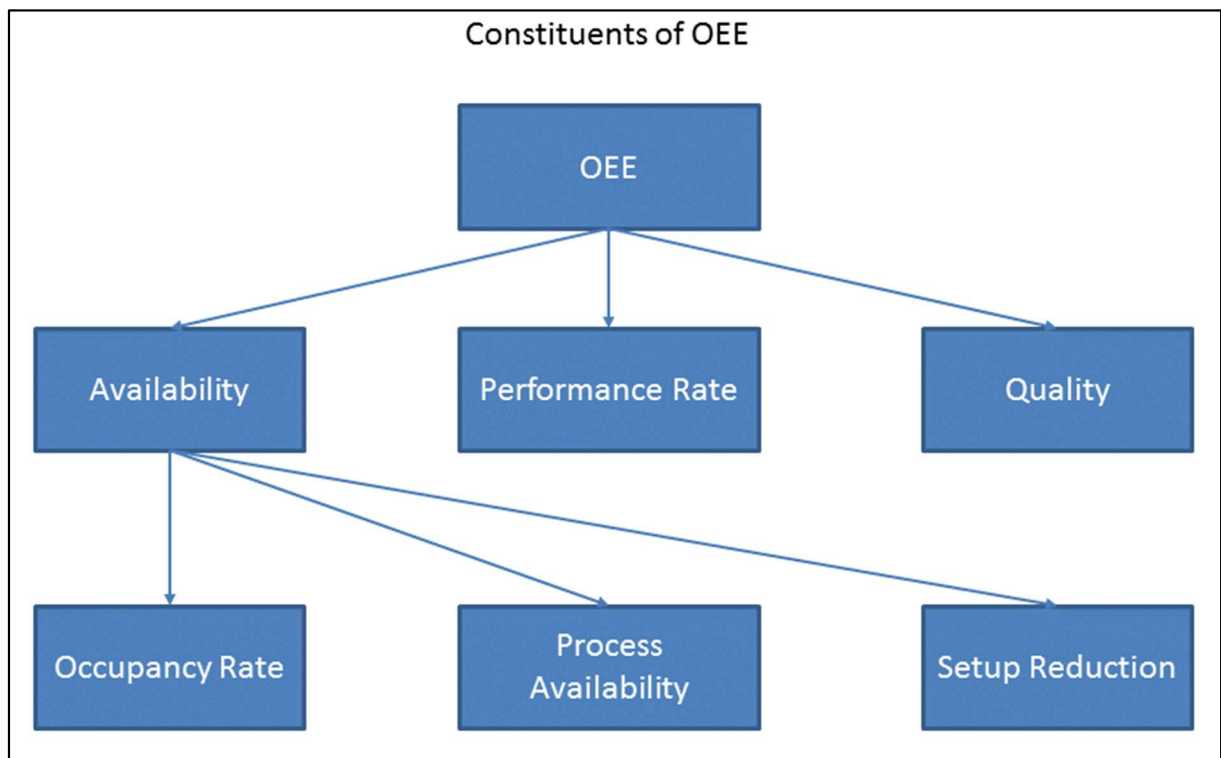 Constituents of OEE
OEE
Availability
Performance Rate
Quality
Occupancy Rate
Process
Availability
Setup Reduction